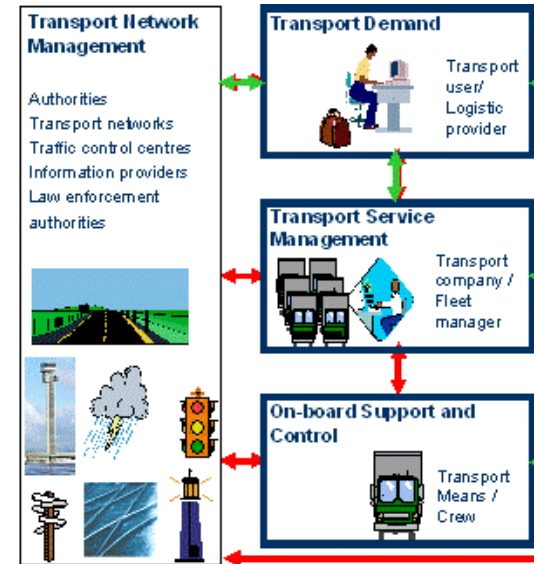 Transport Network
Management
Authorities
Transport networks
Traffic control centres
Information providers
Law enforcement
authorities
Transport Demand
Transport
user/
Logistic
provider
Transport Service
Management
Transport
company /
Fleet
manager
On-board Support and
Control
Transport
Means /
Crew